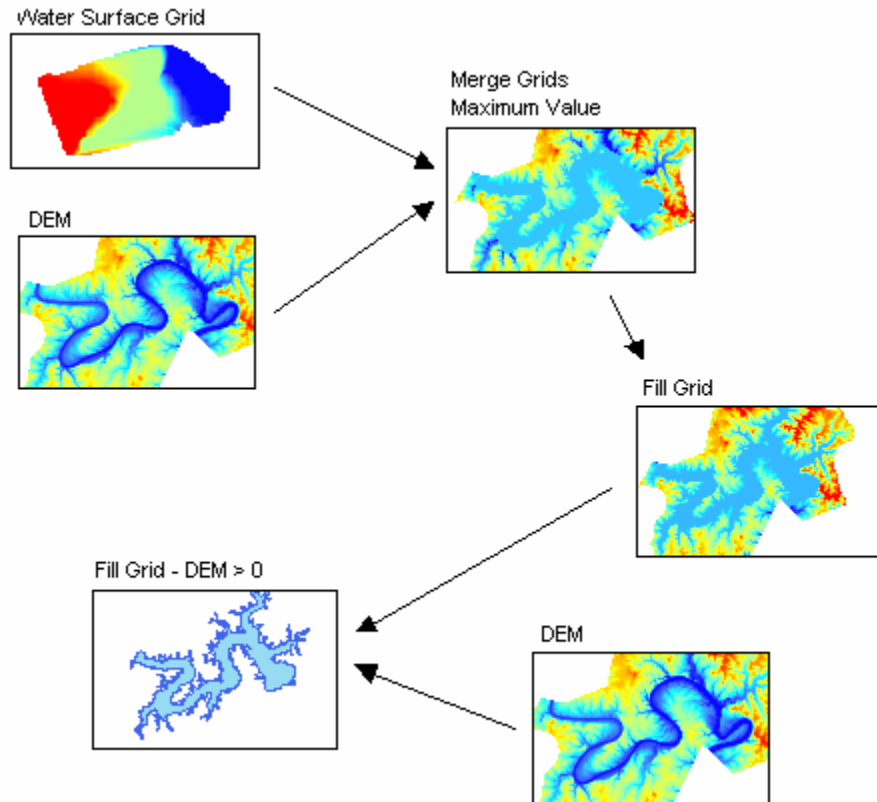 Water Surface Grid
Merge Grids
Maximum Value
DEM
Fill Grid
Fill Grid - DEM > 0
DEM